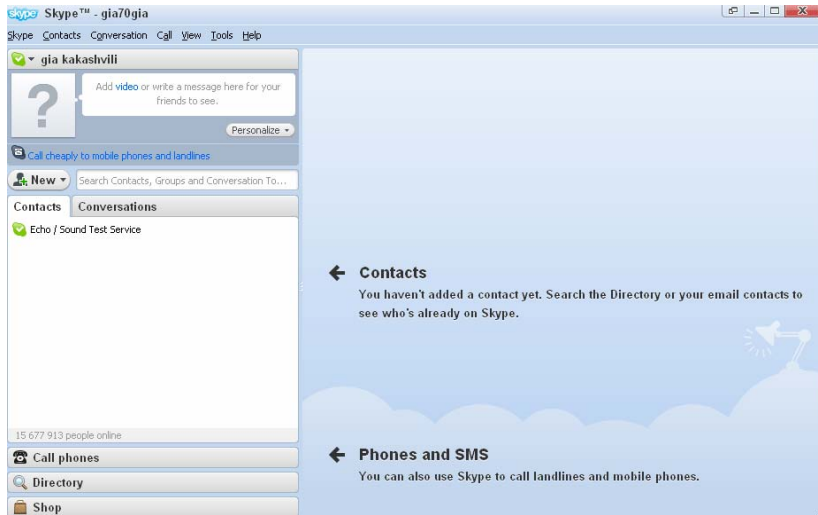 skype Skype™ - gia70gia
Skype Contacts Conversation Call View Tools Help
gia kakashvili
Add video or write a message here for your
friends to see.
?
Personalize
Call cheaply to mobile phones and landlines
New Search Contacts, Groups and Conversation To...
Contacts Conversations
Echo / Sound Test Service
15 677 913 people online
Call phones
Directory
Shop
Contacts
You haven't added a contact yet. Search the Directory or your email contacts to
see who's already on Skype.
Phones and SMS
You can also use Skype to call landlines and mobile phones.